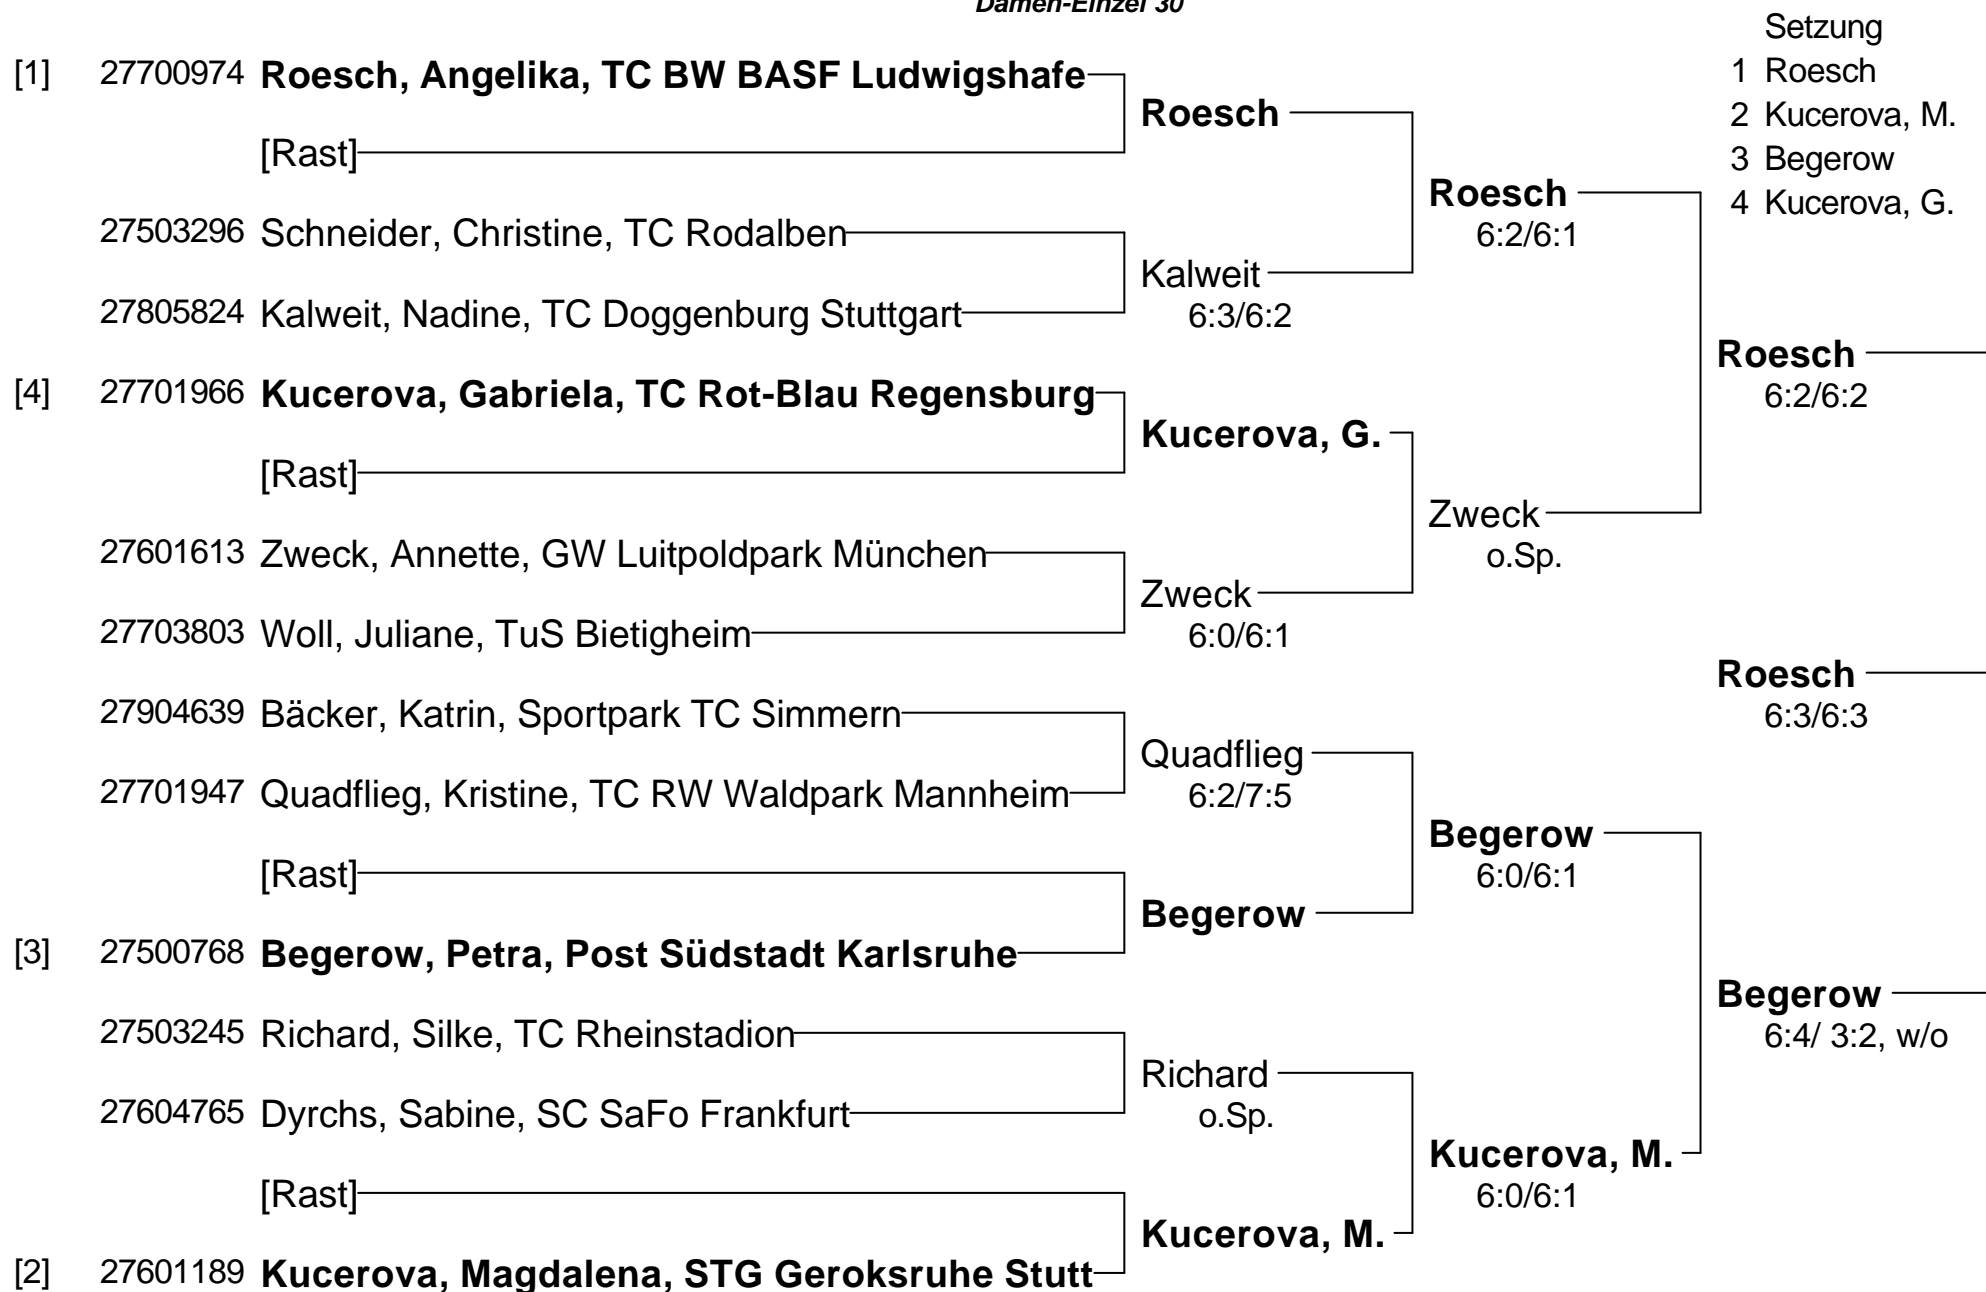 Damen-Einzel 30
Setzung
1 Roesch
2 Kucerova, M.
3 Begerow
4 Kucerova, G.
[1] 27700974 Roesch, Angelika, TC BW BASF Ludwigshafe
Roesch
[Rast]
Roesch
6:2/6:1
27503296 Schneider, Christine, TC Rodalben
Kalweit
6:3/6:2
27805824 Kalweit, Nadine, TC Doggenburg Stuttgart
Roesch
6:2/6:2
[4] 27701966 Kucerova, Gabriela, TC Rot-Blau Regensburg
Kucerova, G.
[Rast]
Zweck
o.Sp.
27601613 Zweck, Annette, GW Luitpoldpark München
Zweck
6:0/6:1
27703803 Woll, Juliane, TuS Bietigheim
Roesch
6:3/6:3
27904639 Bäcker, Katrin, Sportpark TC Simmern
Quadflieg
6:2/7:5
27701947 Quadflieg, Kristine, TC RW Waldpark Mannheim
Begerow
6:0/6:1
[Rast]
Begerow
[3] 27500768 Begerow, Petra, Post Südstadt Karlsruhe
Begerow
6:4/ 3:2, w/o
27503245 Richard, Silke, TC Rheinstadion
Richard
o.Sp.
27604765 Dyrchs, Sabine, SC SaFo Frankfurt
Kucerova, M.
6:0/6:1
[Rast]
Kucerova, M.
[2] 27601189 Kucerova, Magdalena, STG Geroksruhe Stutt